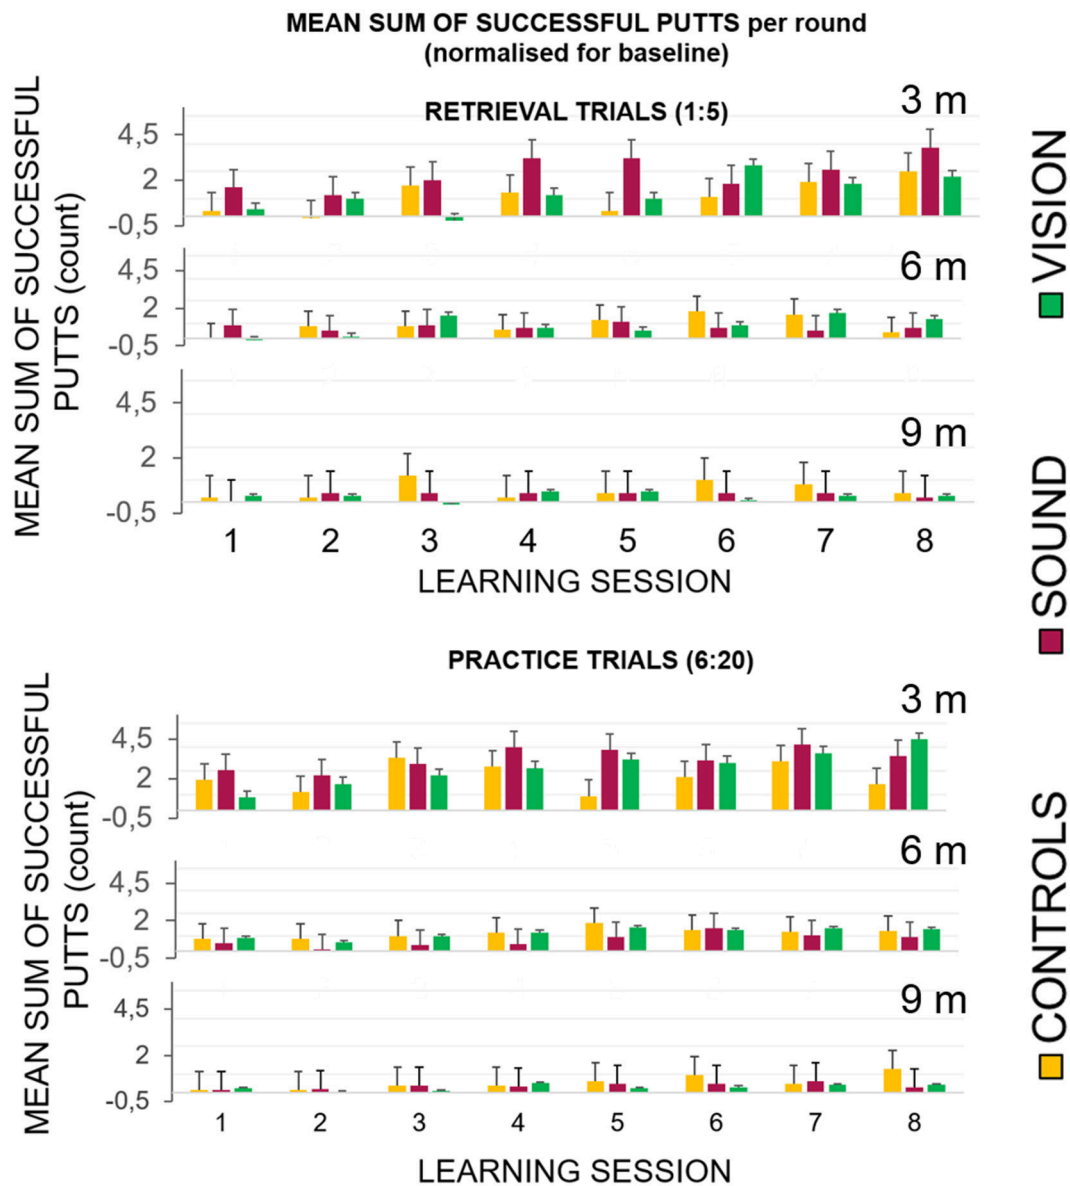 MEAN SUM OF SUCCESSFUL PUTTS per round
(normalised for baseline)
RETRIEVAL TRIALS (1:5)
3 m
4,5
2
-0,5
6 m
4,5
2
-0,5
9 m
4,5
2
-0,5
MEAN SUM OF SUCCESSFUL
PUTTS (count)
1 2 3 4 5 6 7 8
LEARNING SESSION
PRACTICE TRIALS (6:20)
3 m
4,5
2
-0,5
6 m
4,5
2
-0,5
9 m
4,5
2
-0,5
MEAN SUM OF SUCCESSFUL
PUTTS (count)
1 2 3 4 5 6 7 8
LEARNING SESSION
VISION
SOUND
CONTROLS